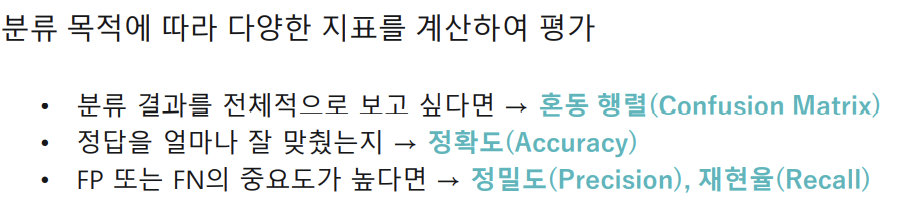 분류 목적에 따라 다양한 지표를 계산하여 평가
• 분류 결과를 전체적으로 보고 싶다면 → 혼동 행렬(Confusion Matrix)
• 정답을 얼마나 잘 맞췄는지 → 정확도(Accuracy)
• FP 또는 FN의 중요도가 높다면 → 정밀도(Precision), 재현율(Recall)